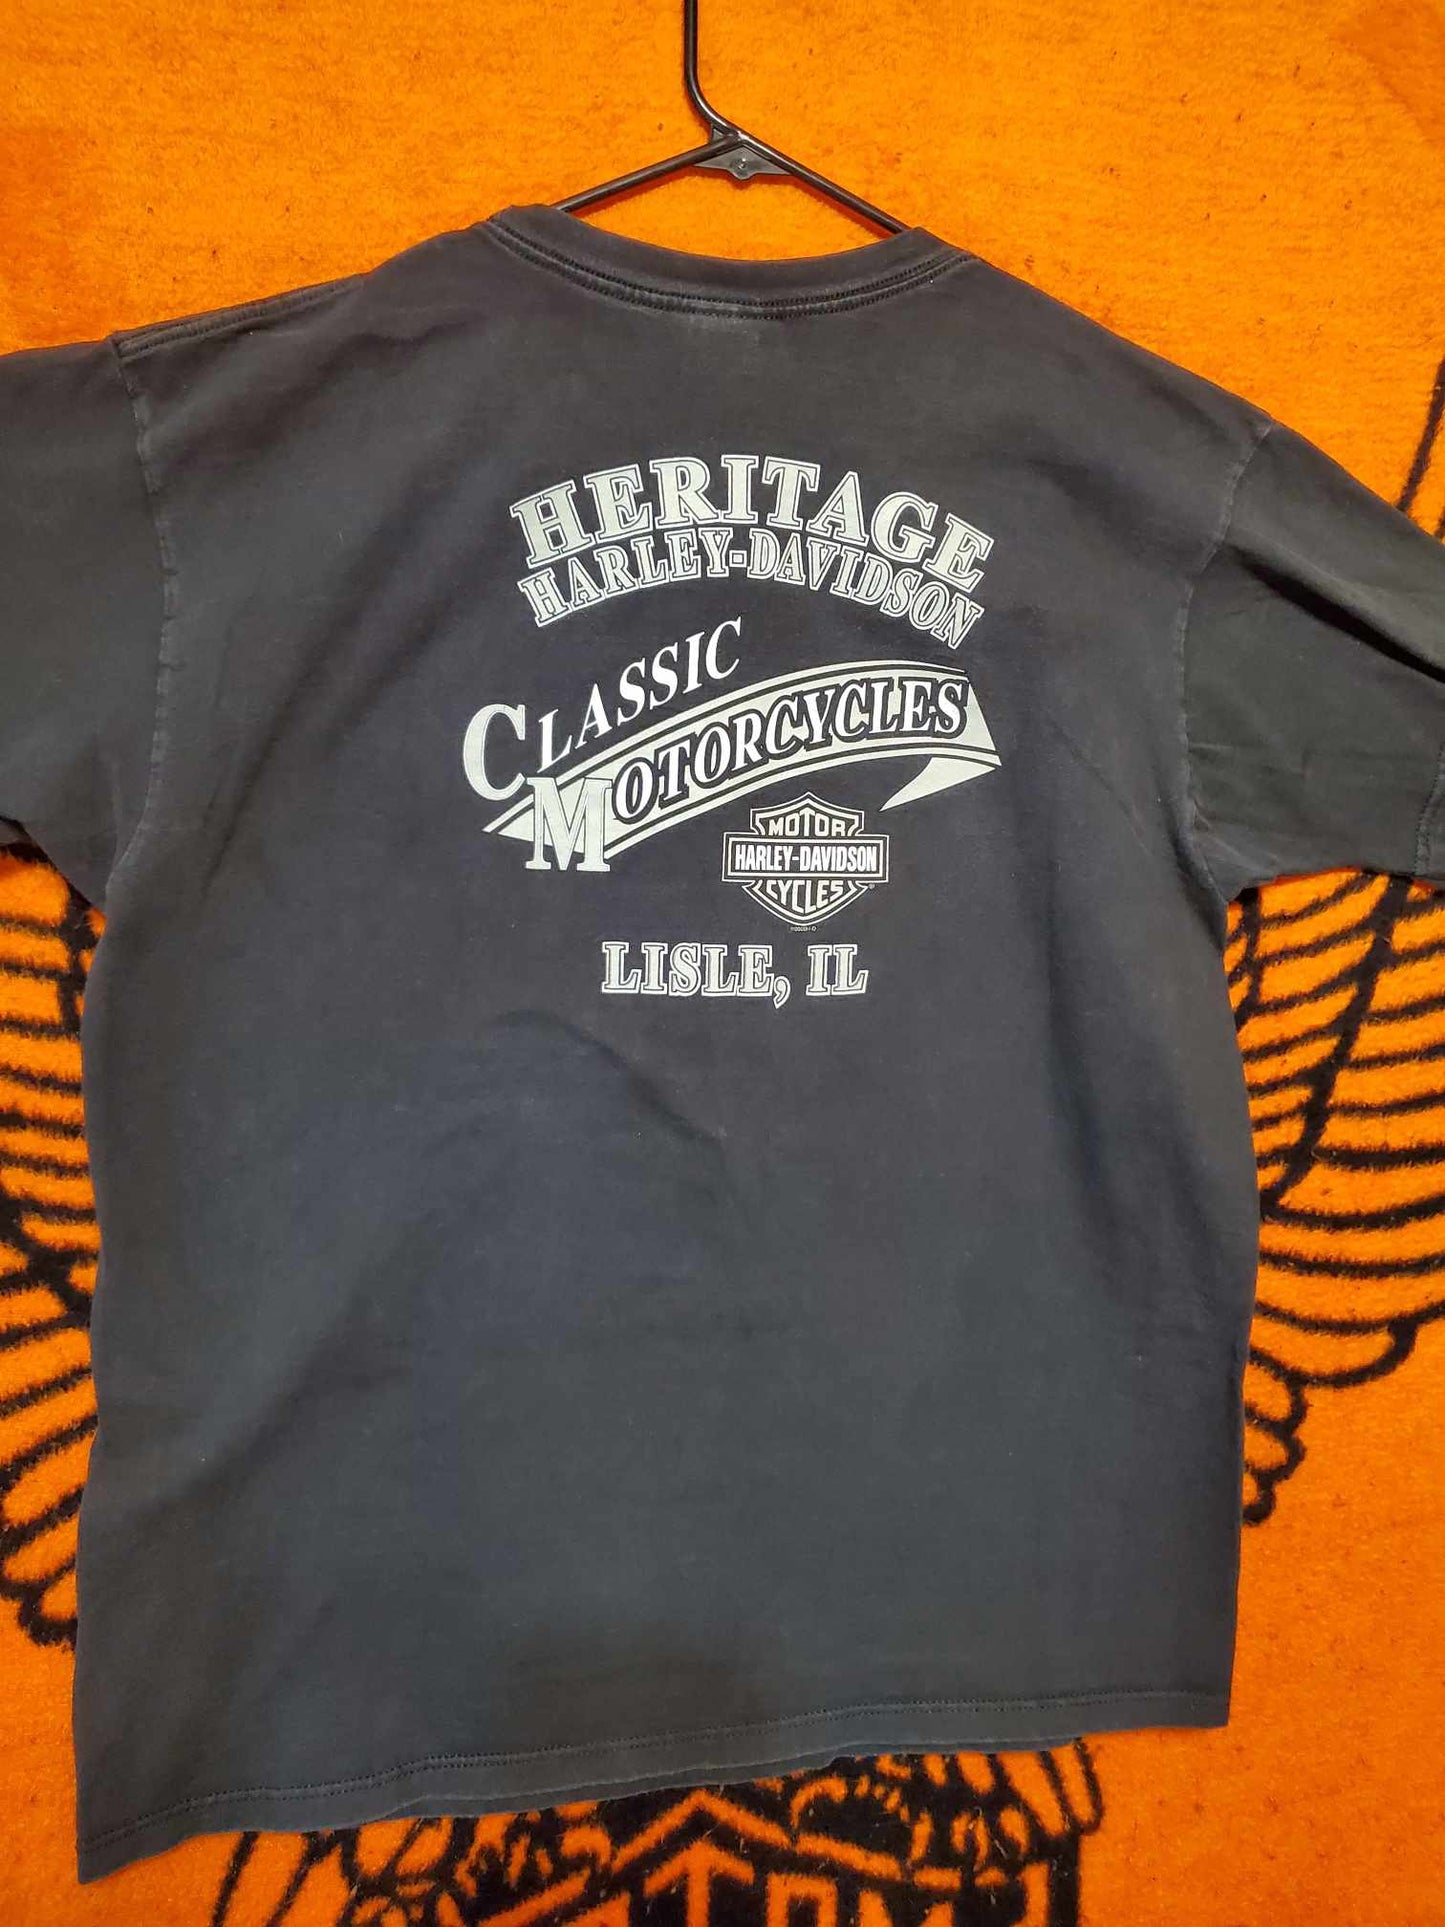 HERITAGE
HARLEY-DAVIDSON
CLASSIC
MOTORCYCLES
MOTOR
HARLEY-DAVIDSON
CYCLES
®
LISLE, IL